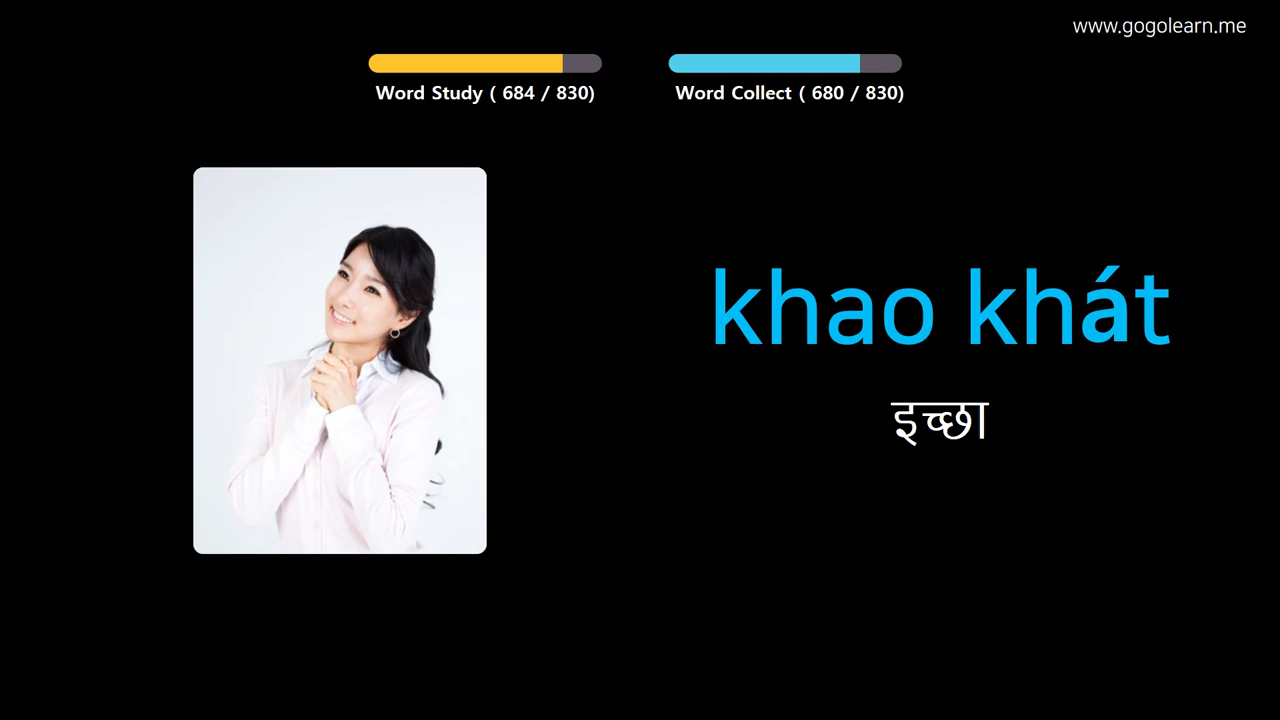 www.gogolearn.me
Word Study ( 684 / 830)
Word Collect ( 680 / 830)
khao khát
इच्छा